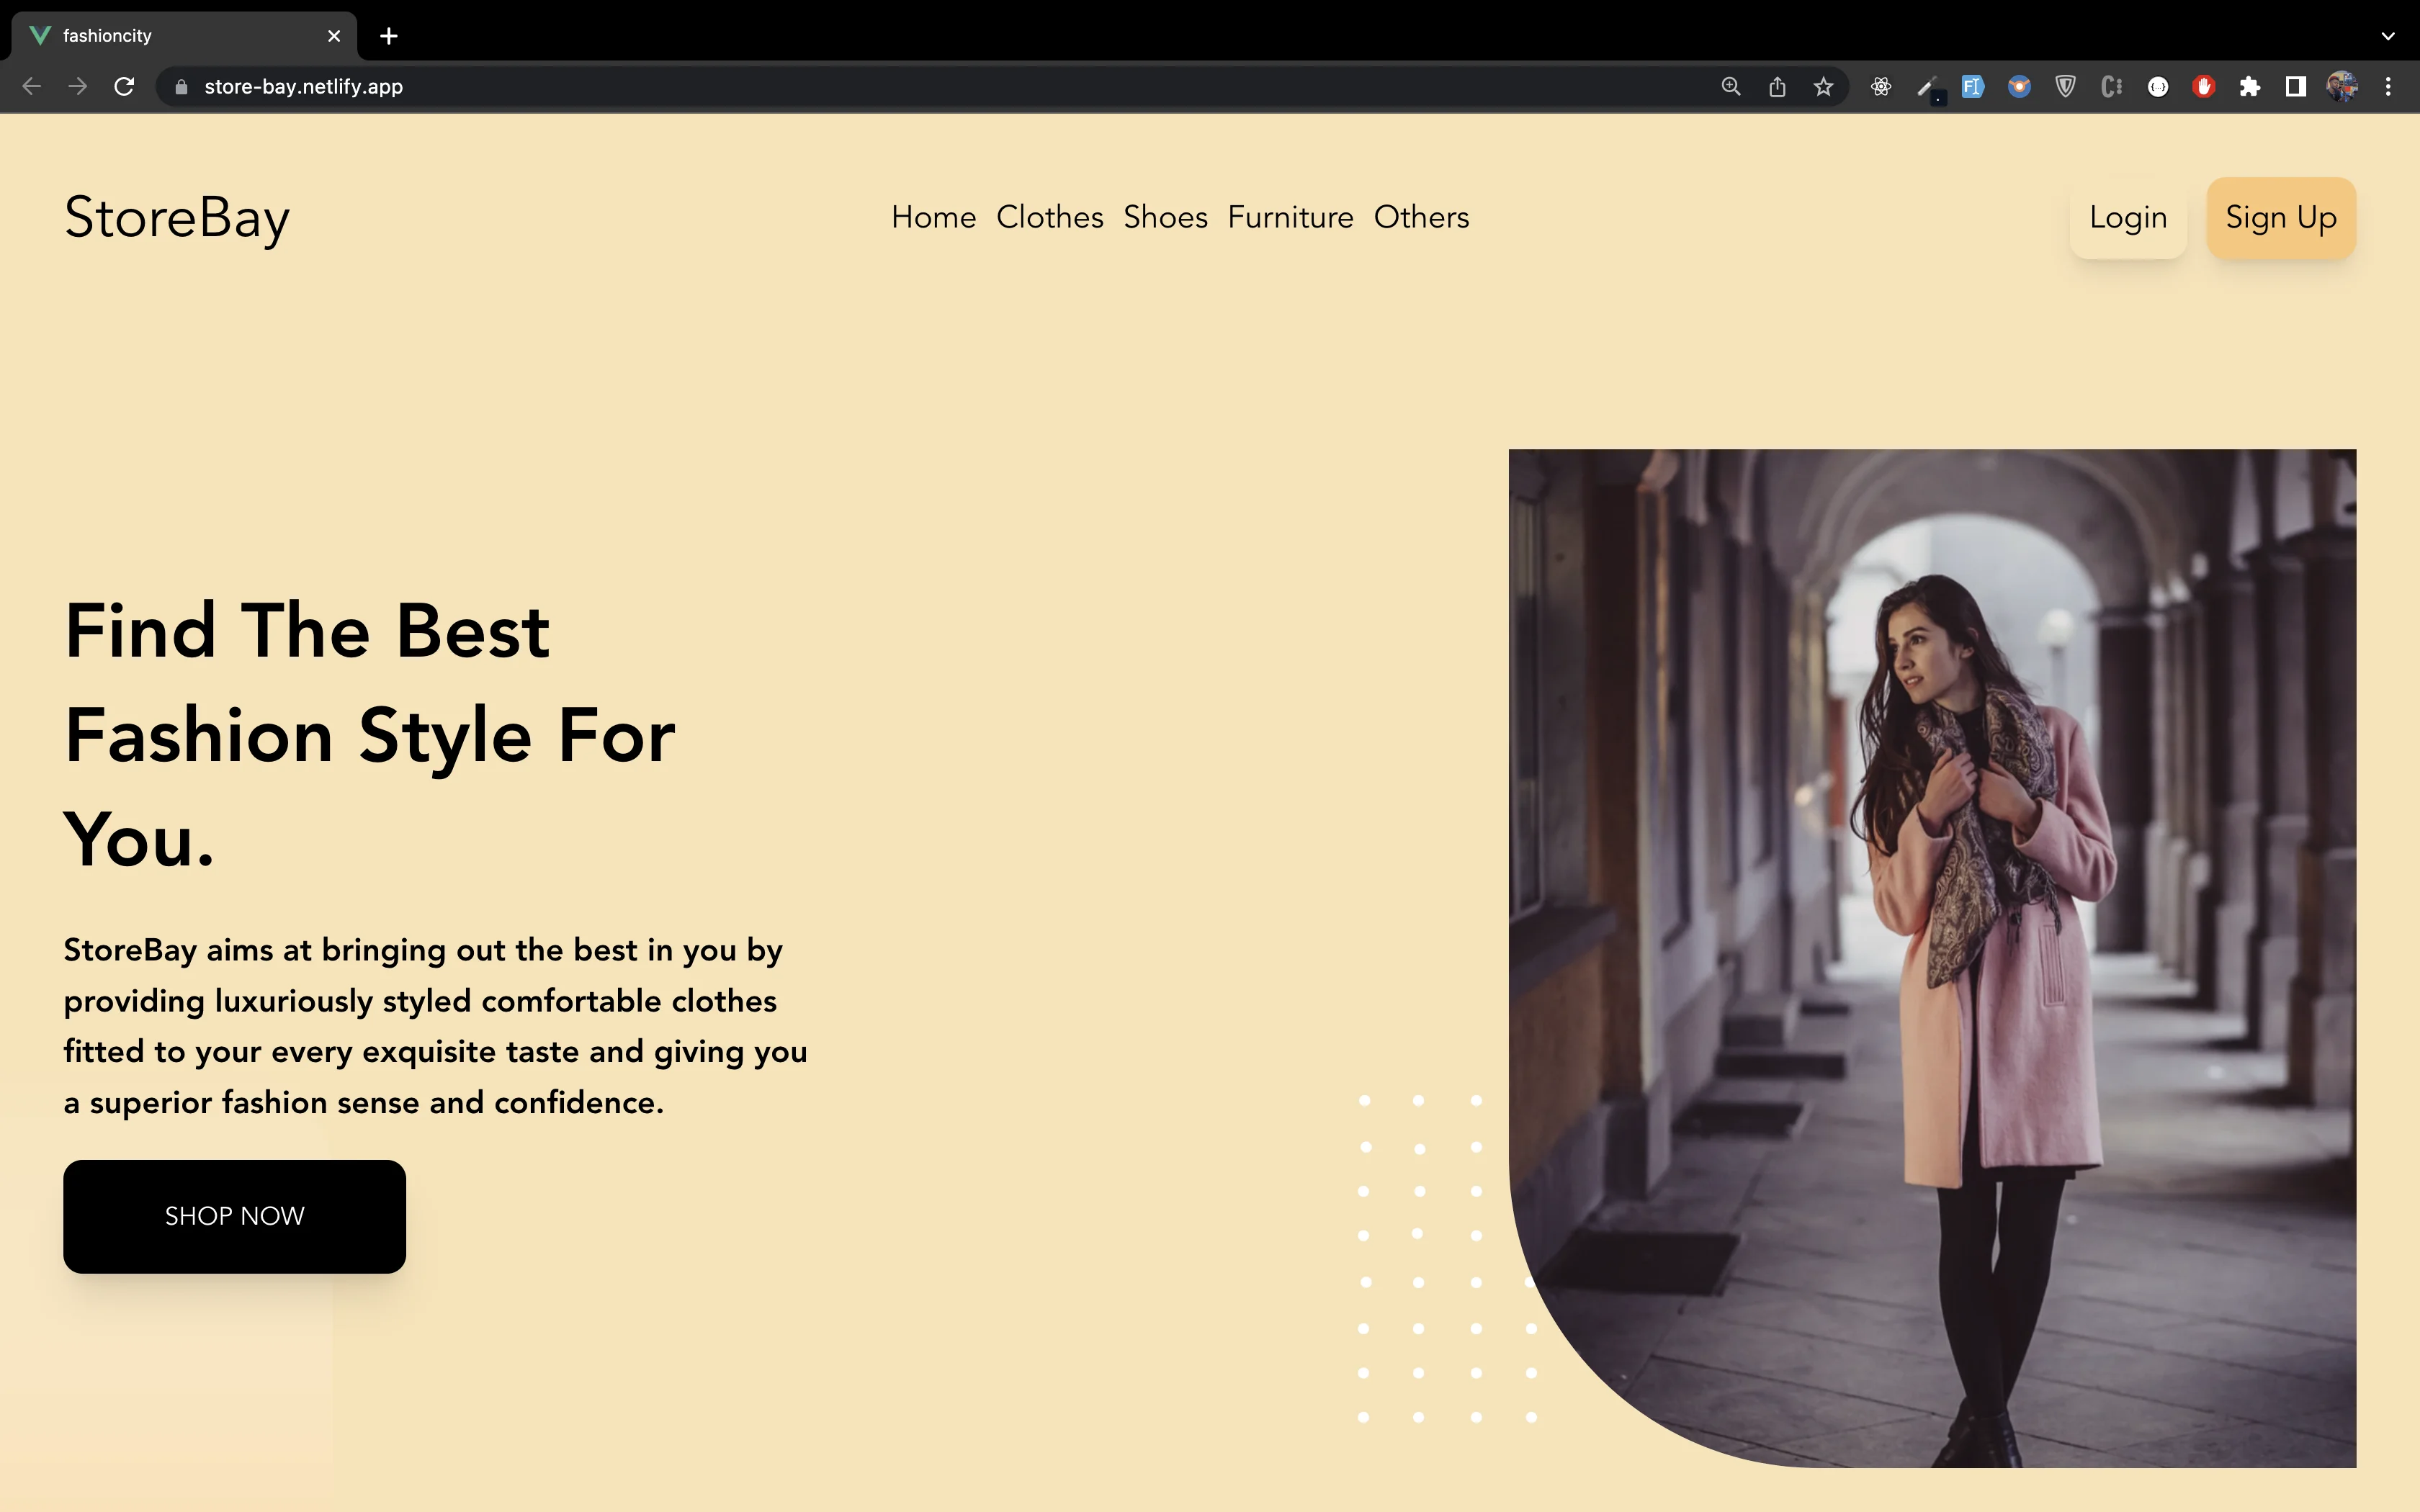 fashioncity
store-bay.netlify.app
StoreBay
Home Clothes Shoes Furniture Others
Login
Sign Up
Find The Best
Fashion Style For
You.
StoreBay aims at bringing out the best in you by
providing luxuriously styled comfortable clothes
fitted to your every exquisite taste and giving you
a superior fashion sense and confidence.
SHOP NOW